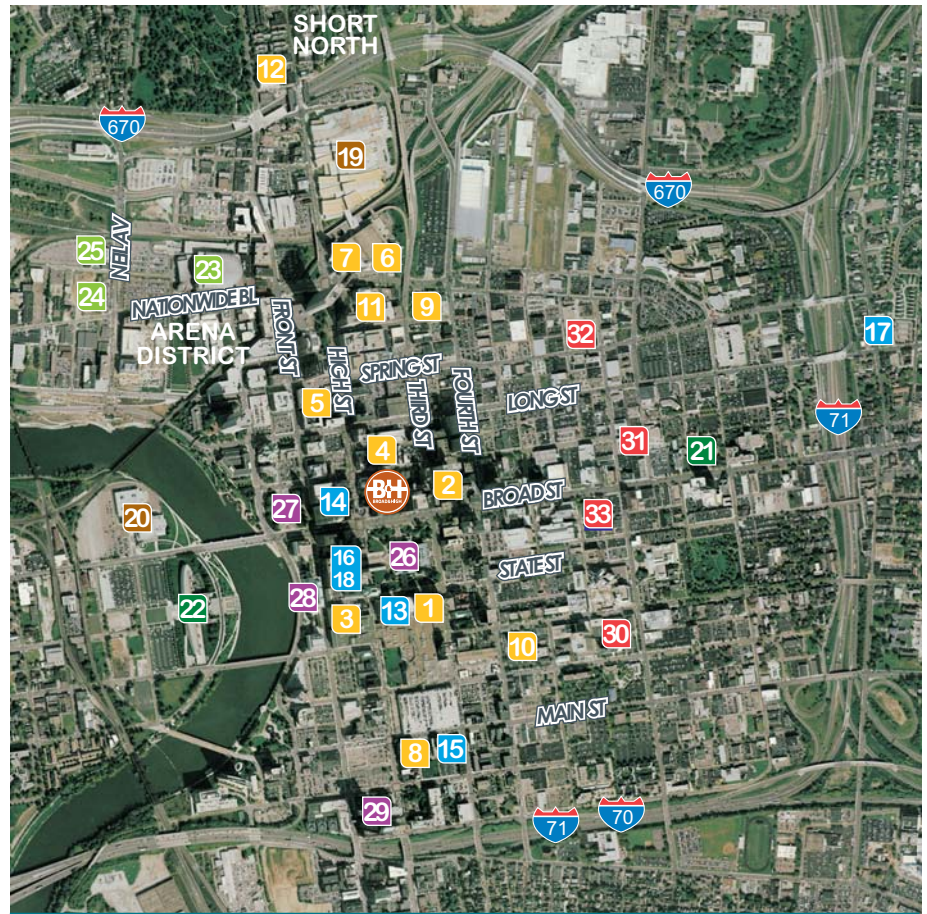 SHORT
NORTH
12
670
19
670
25
NEIL AV
7
6
23
24
NATIONWIDE BL
11
9
ARENA
DISTRICT
FRONT ST
32
17
HIGH ST
SPRING ST
THIRD ST
FOURTH ST
LONG ST
5
71
31
21
4
2
B&H
BROAD&HIGH
BROAD ST
14
27
20
33
26
16
18
STATE ST
28
22
13
1
3
30
10
MAIN ST
8
15
29
71
70